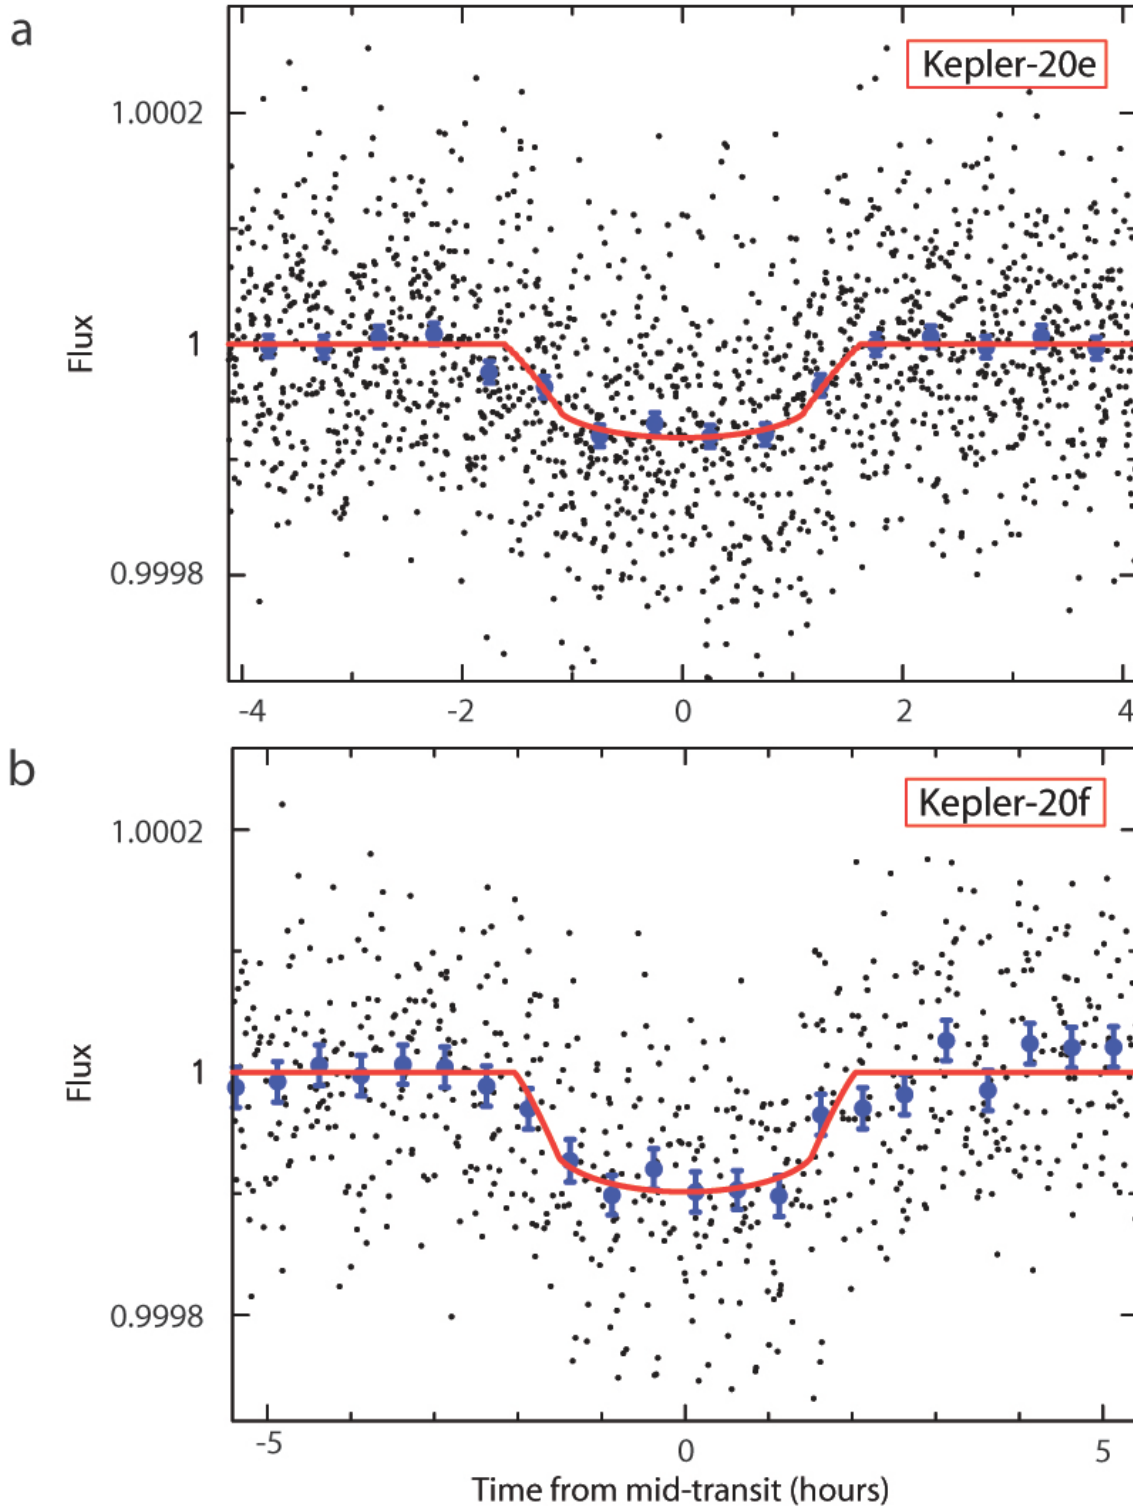 a
Kepler-20e
1.0002
1
0.9998
Flux
-4 -2 0 2 4
b
Kepler-20f
1.0002
1
0.9998
Flux
-5 0 5
Time from mid-transit (hours)